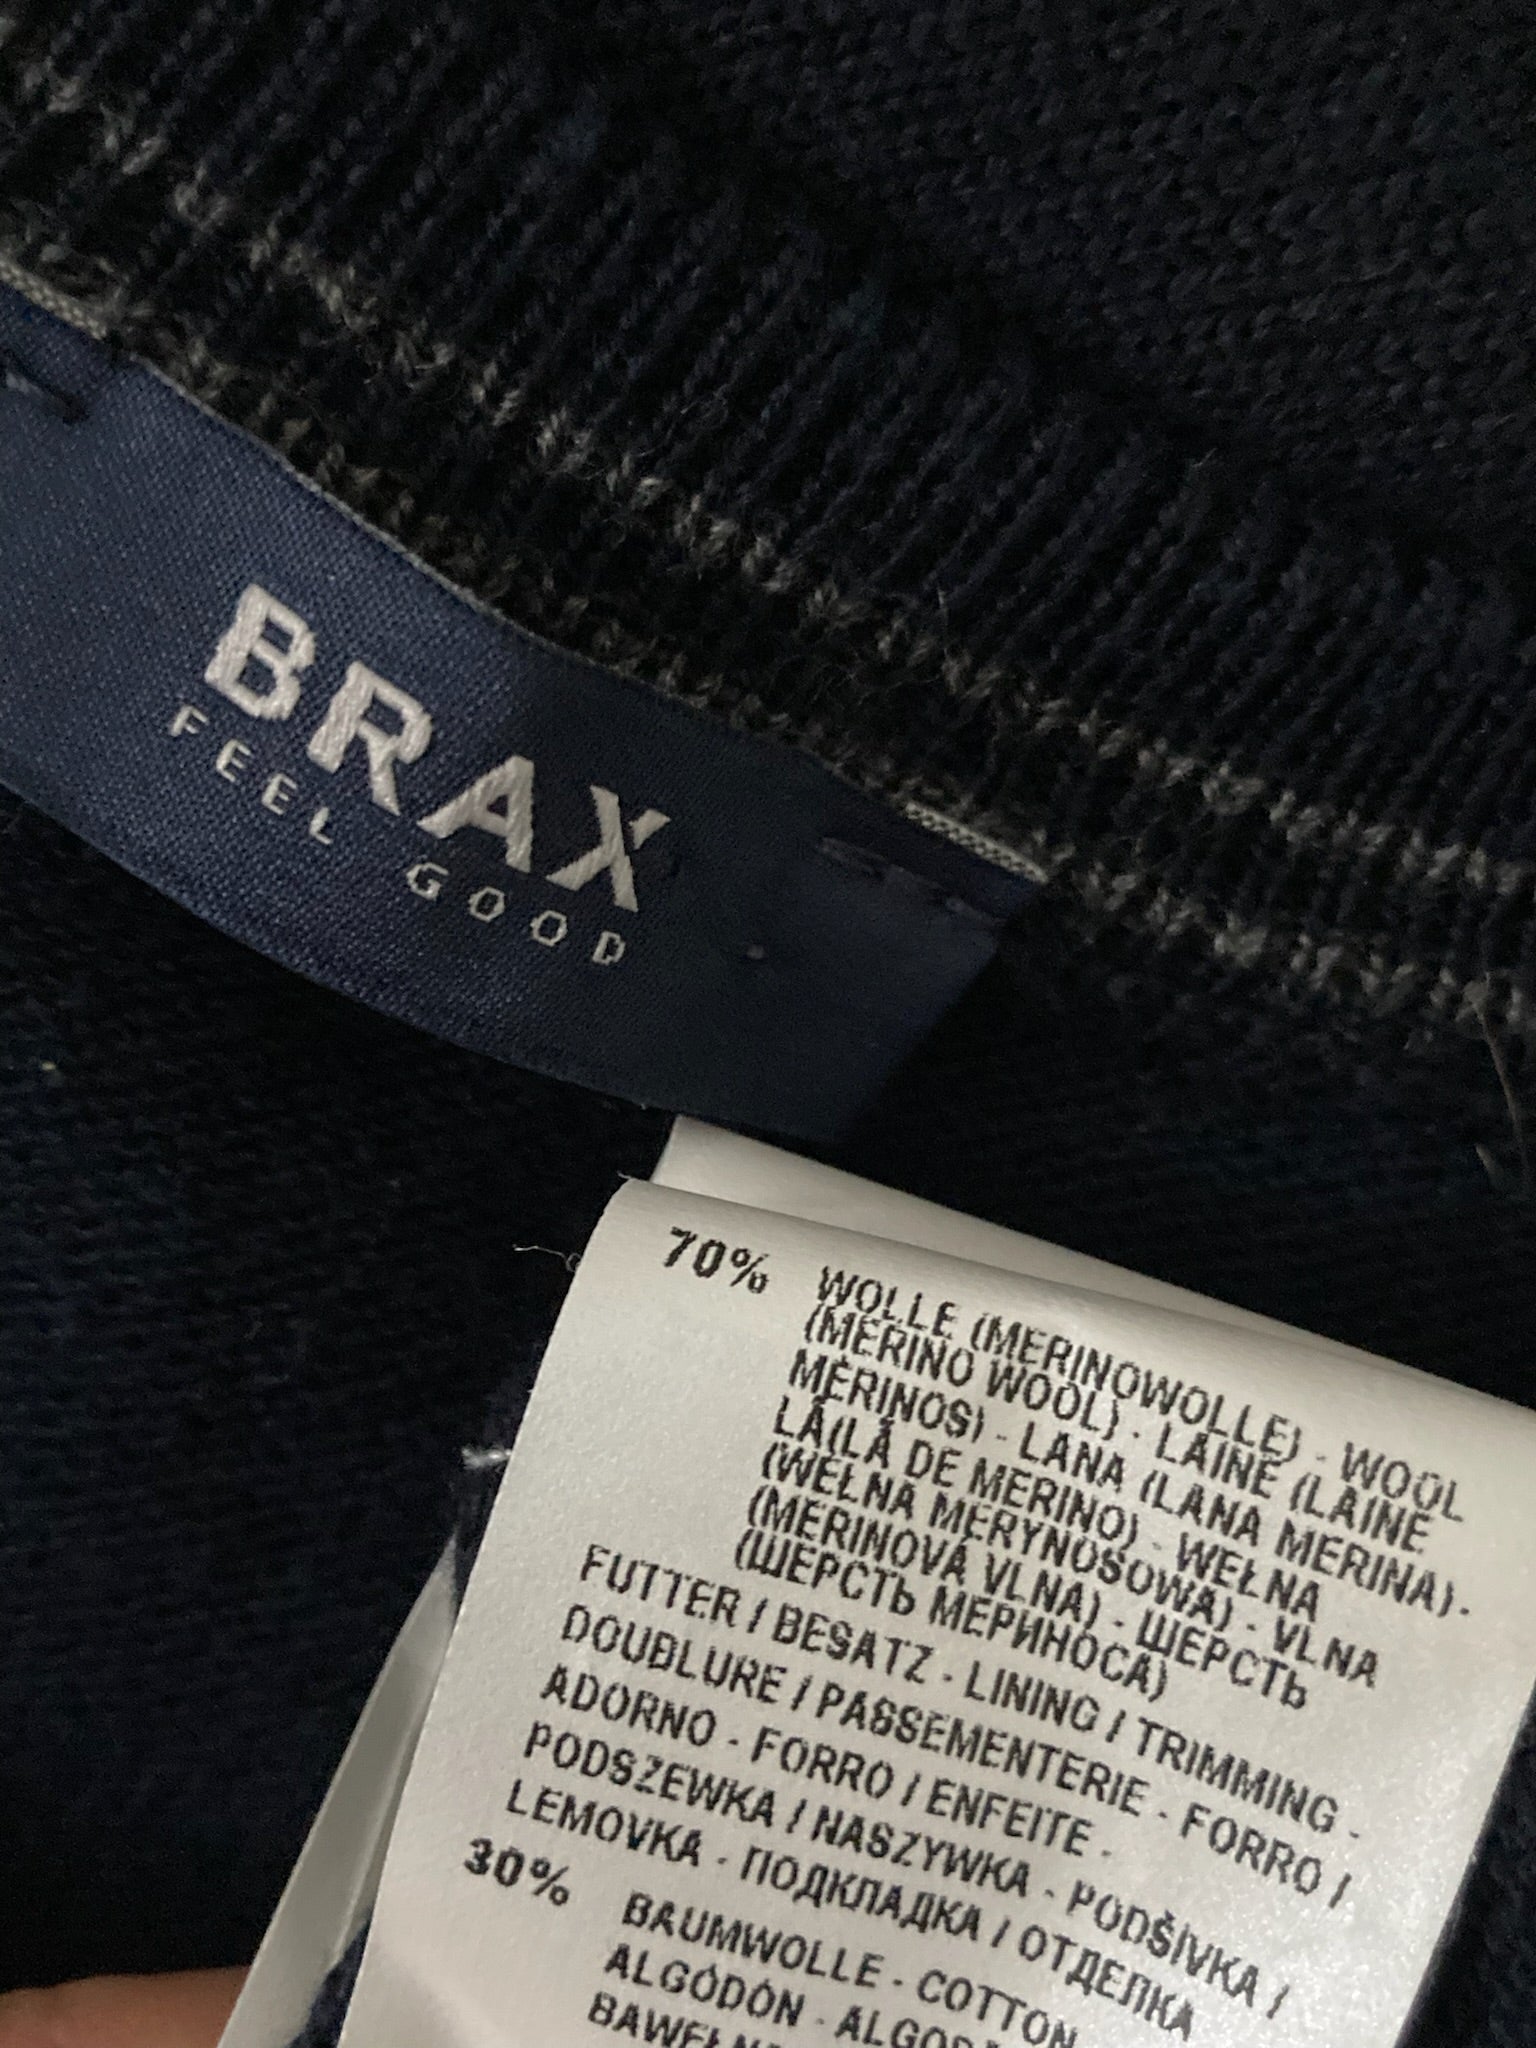 BRAX
FEEL GOOD
70% WOLLE (MERINOWOLLE) - WOOL
(MERINO WOOL) - LAINE (LAINE
MÉRINOS) - LANA (LANA MERINA) -
LÃ(LÃ DE MERINO) - WEŁNA
(WEŁNA MERYNOSOWA) - VLNA
(MERINOVÁ VLNA) - ШЕРСТЬ
(ШЕРСТЬ МЕРИНОСА)
FUTTER / BESATZ - LINING / TRIMMING -
DOUBLURE / PASSEMENTERIE - FORRO /
ADORNO - FORRO / ENFEITE -
PODSZEWKA / NASZYWKA - PODŠÍVKA /
LEMOVKA - ПОДКЛАДКА / ОТДЕЛКА
30% BAUMWOLLE - COTTON
ALGODÓN -